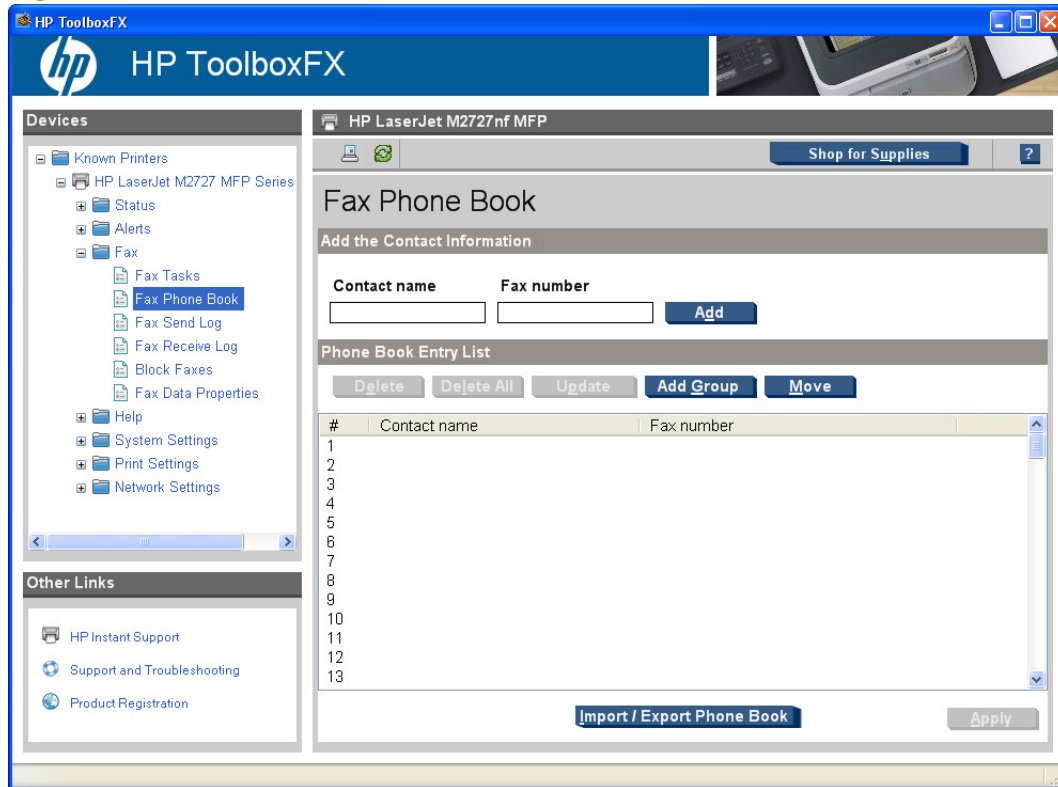 HP ToolboxFX
hp HP ToolboxFX
Devices
Known Printers
HP LaserJet M2727 MFP Series
Status
Alerts
Fax
Fax Tasks
Fax Phone Book
Fax Send Log
Fax Receive Log
Block Faxes
Fax Data Properties
Help
System Settings
Print Settings
Network Settings
Other Links
HP Instant Support
Support and Troubleshooting
Product Registration
HP LaserJet M2727nf MFP
Shop for Supplies ?
Fax Phone Book
Add the Contact Information
Contact name Fax number
Add
Phone Book Entry List
Delete Delete All Update Add Group Move
# Contact name Fax number
1
2
3
4
5
6
7
8
9
10
11
12
13
Import / Export Phone Book Apply